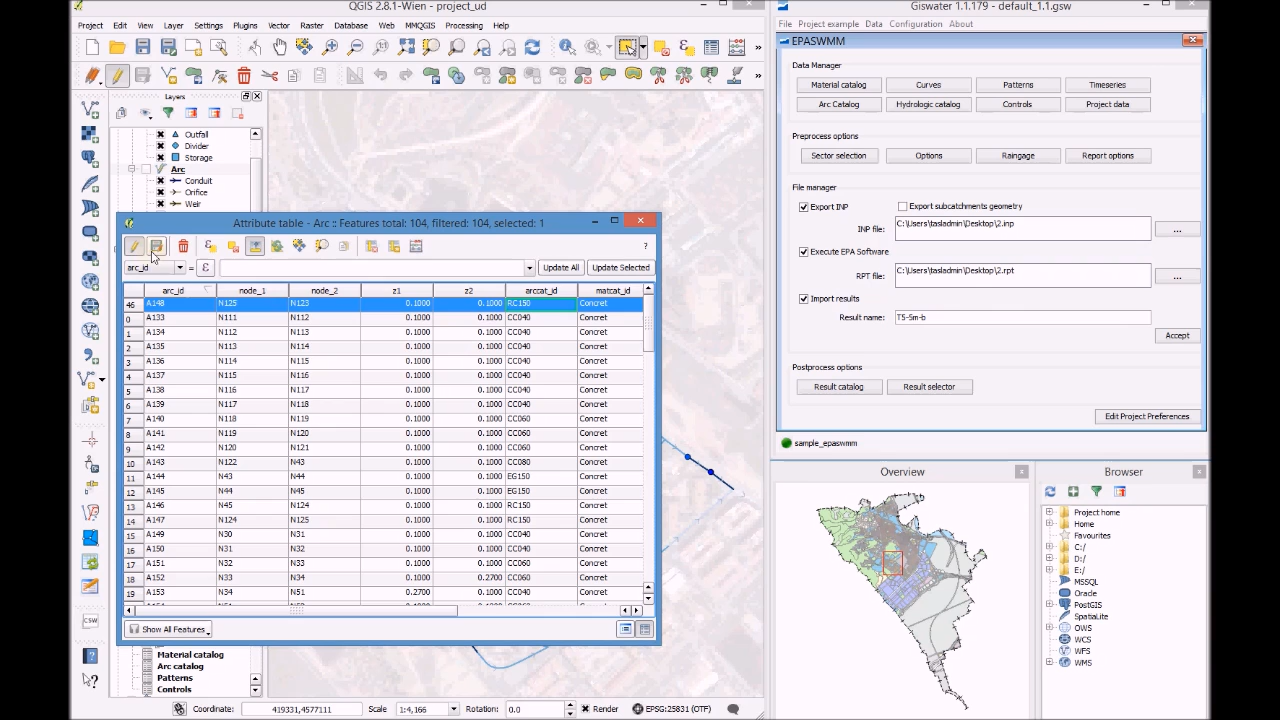 QGIS 2.8.1-Wien - project_ud
Project Edit View Layer Settings Plugins Vector Raster Database Web MMQGIS Processing Help
Layers
Outfall
Divider
Storage
Arc
Conduit
Orifice
Weir
Attribute table - Arc :: Features total: 104, filtered: 104, selected: 1
?
arc_id = ε Update All Update Selected
arc_id node_1 node_2 z1 z2 arccat_id matcat_id
46 A148 N125 N123 0.1000 0.1000 RC150 Concret
0 A133 N111 N112 0.1000 0.1000 CC040 Concret
1 A134 N112 N113 0.1000 0.1000 CC040 Concret
2 A135 N113 N114 0.1000 0.1000 CC040 Concret
3 A136 N114 N115 0.1000 0.1000 CC040 Concret
4 A137 N115 N116 0.1000 0.1000 CC040 Concret
5 A138 N116 N117 0.1000 0.1000 CC040 Concret
6 A139 N117 N118 0.1000 0.1000 CC040 Concret
7 A140 N118 N119 0.1000 0.1000 CC060 Concret
8 A141 N119 N120 0.1000 0.1000 CC060 Concret
9 A142 N120 N121 0.1000 0.1000 CC060 Concret
10 A143 N122 N43 0.1000 0.1000 CC080 Concret
11 A144 N43 N44 0.1000 0.1000 EG150 Concret
12 A145 N44 N45 0.1000 0.1000 EG150 Concret
13 A146 N45 N124 0.1000 0.1000 RC150 Concret
14 A147 N124 N125 0.1000 0.1000 RC150 Concret
15 A149 N30 N31 0.1000 0.1000 CC040 Concret
16 A150 N31 N32 0.1000 0.1000 CC040 Concret
17 A151 N32 N33 0.1000 0.1000 CC060 Concret
18 A152 N33 N34 0.1000 0.2700 CC060 Concret
19 A153 N34 N51 0.2700 0.1000 CC040 Concret
Show All Features
Material catalog
Arc catalog
Patterns
Controls
CSW
Coordinate: 419331,4577111 Scale 1:4,166 Rotation: 0.0 Render EPSG:25831 (OTF)
Giswater 1.1.179 - default_1.1.gsw
File Project example Data Configuration About
EPASWMM
Data Manager
Material catalog Curves Patterns Timeseries
Arc Catalog Hydrologic catalog Controls Project data
Preprocess options
Sector selection Options Raingage Report options
File manager
Export INP Export subcatchments geometry
INP file: C:\Users\tasladmin\Desktop\2.inp ...
Execute EPA Software
RPT file: C:\Users\tasladmin\Desktop\2.rpt ...
Import results
Result name: T5-5m-b
Accept
Postprocess options
Result catalog Result selector
Edit Project Preferences
sample_epaswmm
Overview
Browser
Project home
Home
Favourites
C:/
D:/
E:/
MSSQL
Oracle
PostGIS
SpatiaLite
OWS
WCS
WFS
WMS